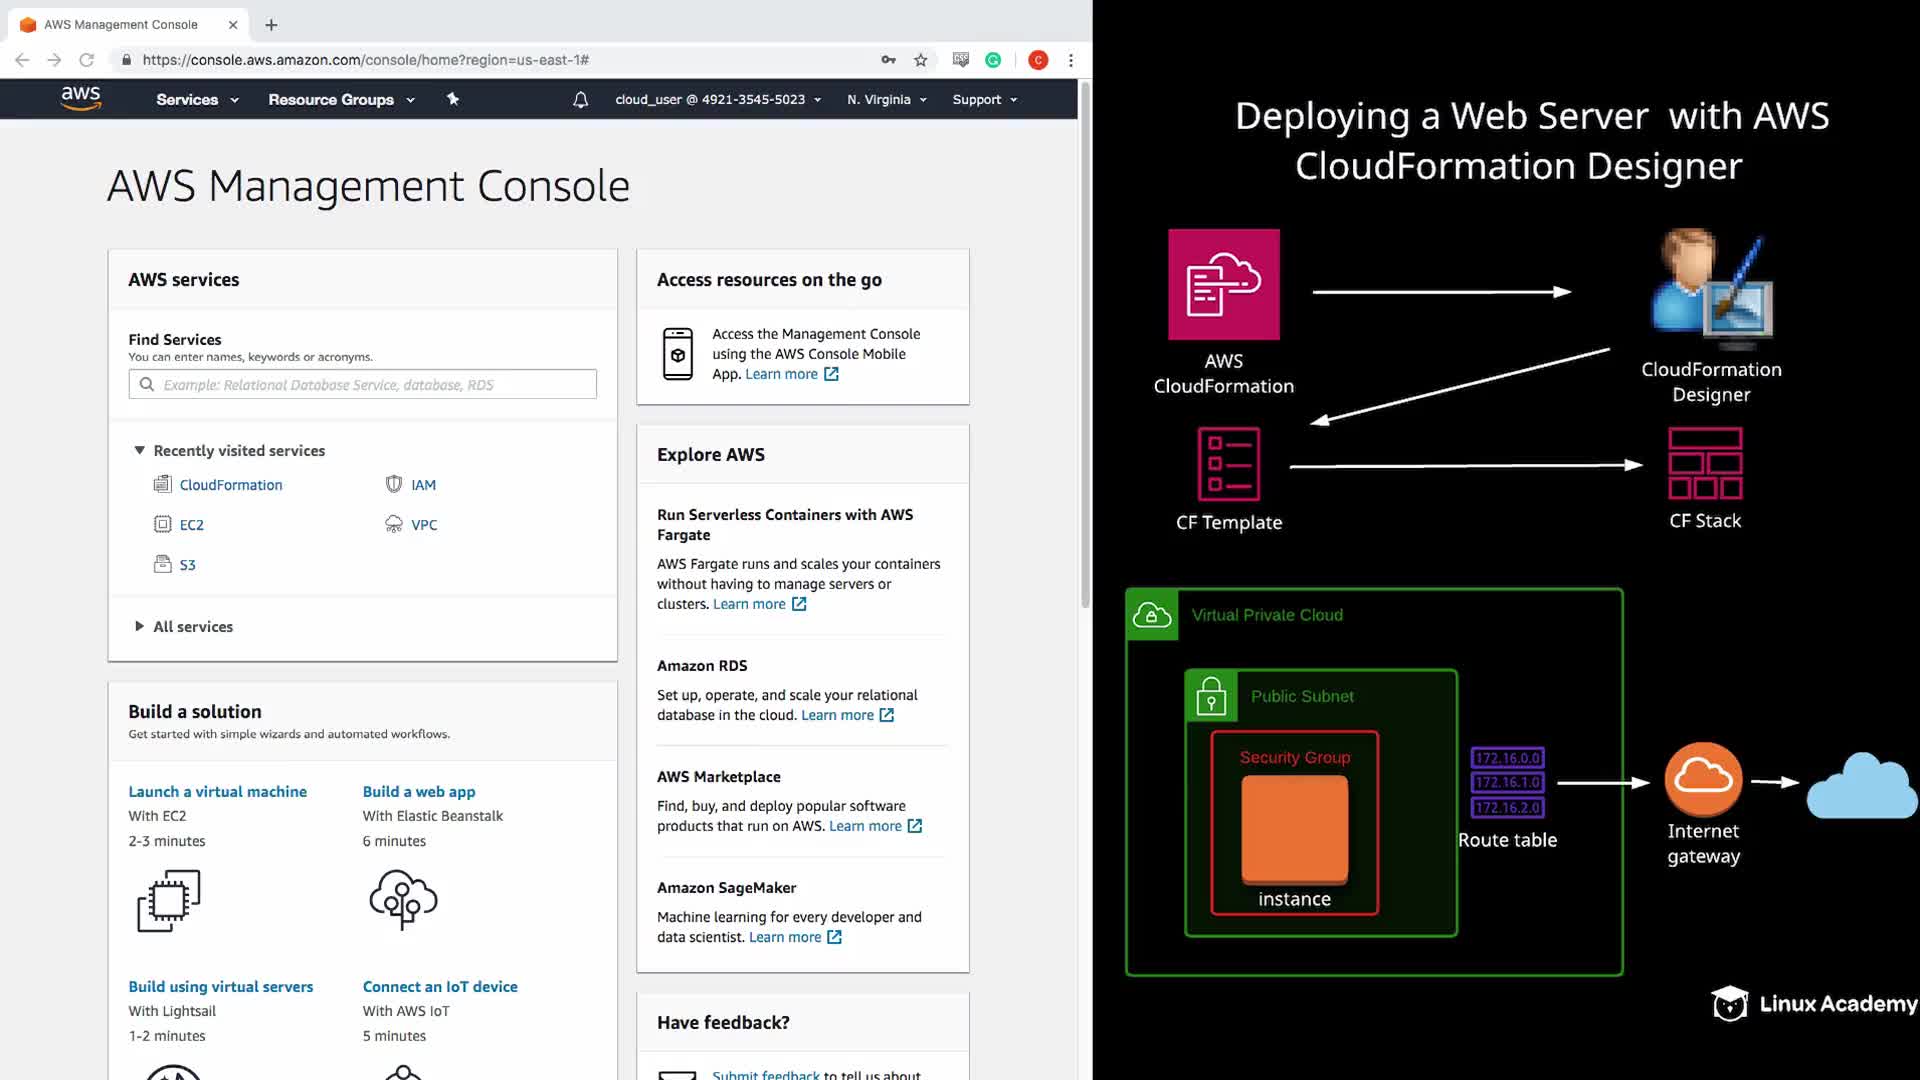 AWS Management Console
https://console.aws.amazon.com/console/home?region=us-east-1#
C
aws Services Resource Groups cloud_user @ 4921-3545-5023 N. Virginia Support
AWS Management Console
AWS services
Find Services
You can enter names, keywords or acronyms.
Example: Relational Database Service, database, RDS
Recently visited services
CloudFormation IAM
EC2 VPC
S3
All services
Build a solution
Get started with simple wizards and automated workflows.
Launch a virtual machine
With EC2
2-3 minutes
Build a web app
With Elastic Beanstalk
6 minutes
Build using virtual servers
With Lightsail
1-2 minutes
Connect an IoT device
With AWS IoT
5 minutes
Access resources on the go
Access the Management Console
using the AWS Console Mobile
App. Learn more
Explore AWS
Run Serverless Containers with AWS
Fargate
AWS Fargate runs and scales your containers
without having to manage servers or
clusters. Learn more
Amazon RDS
Set up, operate, and scale your relational
database in the cloud. Learn more
AWS Marketplace
Find, buy, and deploy popular software
products that run on AWS. Learn more
Amazon SageMaker
Machine learning for every developer and
data scientist. Learn more
Have feedback?
Submit feedback to tell us about
Deploying a Web Server with AWS
CloudFormation Designer
AWS
CloudFormation
CloudFormation
Designer
CF Template
CF Stack
Virtual Private Cloud
Public Subnet
Security Group
instance
172.16.0.0
172.16.1.0
172.16.2.0
Route table
Internet
gateway
Linux Academy